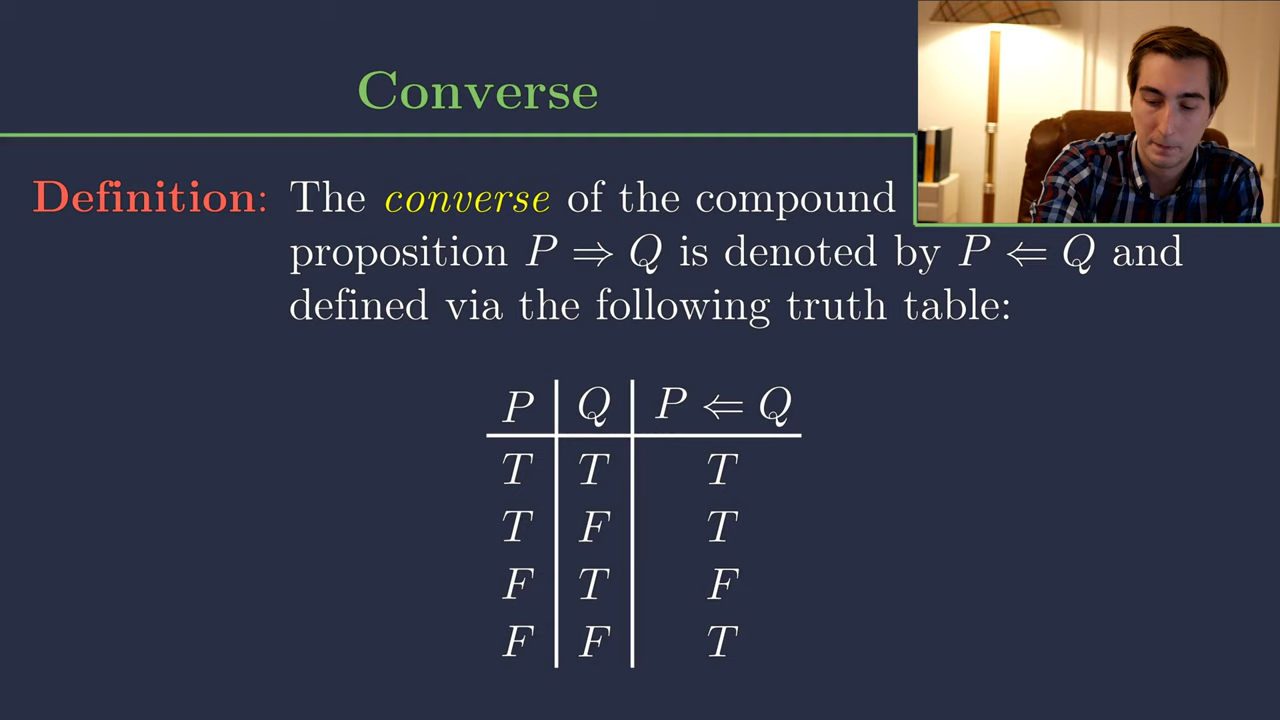 Converse
Definition: The converse of the compound
proposition P ⇒ Q is denoted by P ⇐ Q and
defined via the following truth table:
P Q P ⇐ Q
T T T
T F T
F T F
F F T